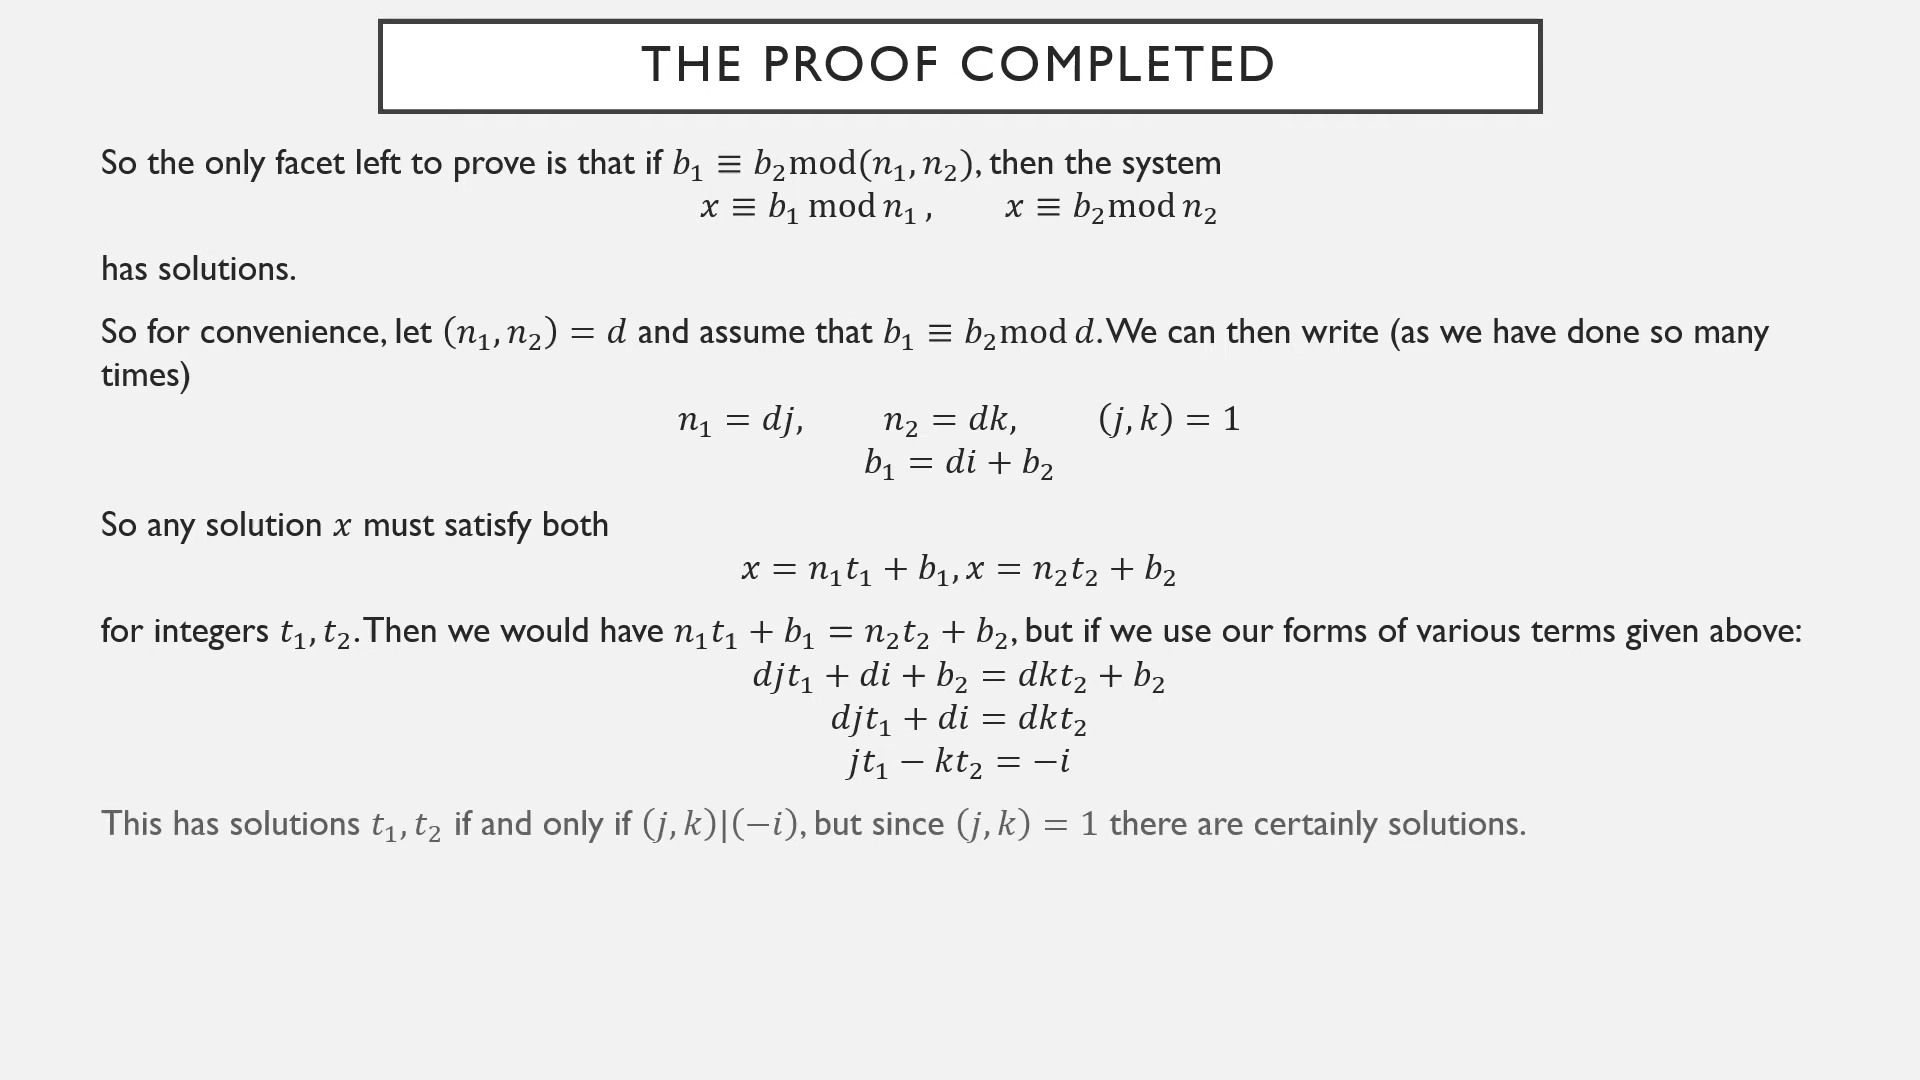 THE PROOF COMPLETED
So the only facet left to prove is that if b₁ ≡ b₂mod(n₁, n₂), then the system
x ≡ b₁ mod n₁ , x ≡ b₂mod n₂
has solutions.
So for convenience, let (n₁, n₂) = d and assume that b₁ ≡ b₂mod d. We can then write (as we have done so many
times)
n₁ = dj, n₂ = dk, (j, k) = 1
b₁ = di + b₂
So any solution x must satisfy both
x = n₁t₁ + b₁, x = n₂t₂ + b₂
for integers t₁, t₂. Then we would have n₁t₁ + b₁ = n₂t₂ + b₂, but if we use our forms of various terms given above:
djt₁ + di + b₂ = dkt₂ + b₂
djt₁ + di = dkt₂
jt₁ − kt₂ = −i
This has solutions t₁, t₂ if and only if (j, k)|(−i), but since (j, k) = 1 there are certainly solutions.